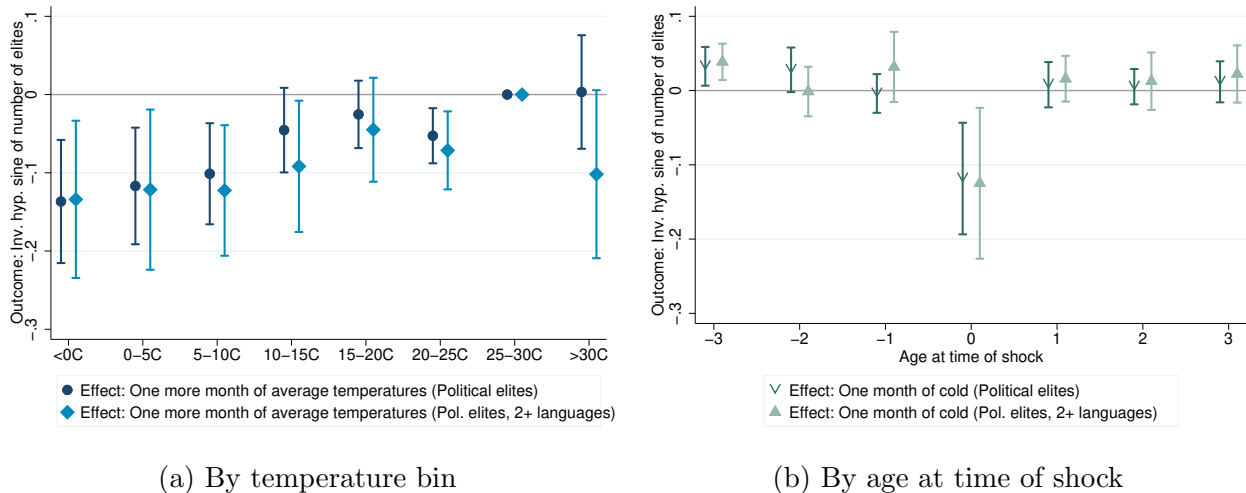 Outcome: Inv. hyp. sine of number of elites
.1
0
-.1
-.2
-.3
<0C 0−5C 5−10C 10−15C 15−20C 20−25C 25−30C >30C
Effect: One more month of average temperatures (Political elites)
Effect: One more month of average temperatures (Pol. elites, 2+ languages)
(a) By temperature bin
Outcome: Inv. hyp. sine of number of elites
.1
0
-.1
-.2
-.3
−3 −2 −1 0 1 2 3
Age at time of shock
Effect: One month of cold (Political elites)
Effect: One month of cold (Pol. elites, 2+ languages)
(b) By age at time of shock